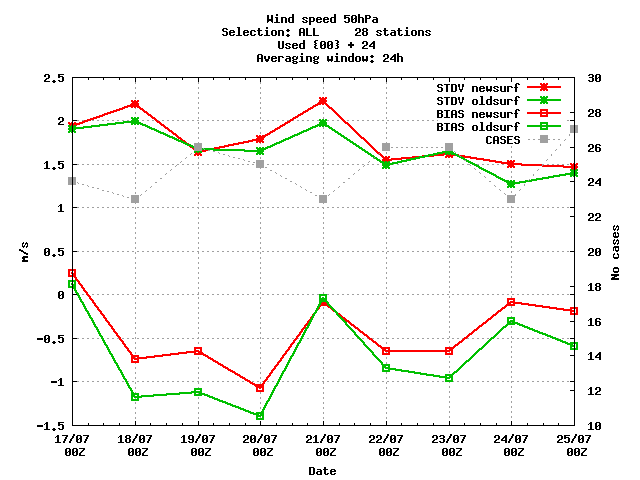 Wind speed 50hPa
Selection: ALL 28 stations
Used {00} + 24
Averaging window: 24h
STDV newsurf
STDV oldsurf
BIAS newsurf
BIAS oldsurf
CASES
2.5
2
1.5
1
0.5
0
-0.5
-1
-1.5
m/s
30
28
26
24
22
20
18
16
14
12
10
No cases
17/07 18/07 19/07 20/07 21/07 22/07 23/07 24/07 25/07
00Z 00Z 00Z 00Z 00Z 00Z 00Z 00Z 00Z
Date